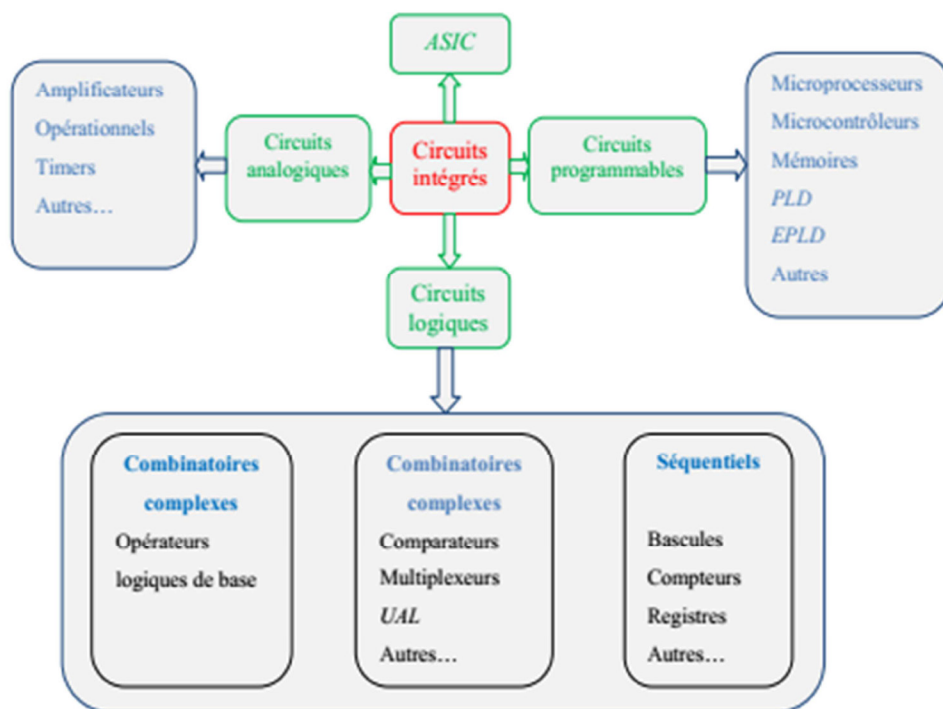 ASIC
Amplificateurs
Opérationnels
Timers
Autres…
Circuits
analogiques
Circuits
intégrés
Circuits
programmables
Microprocesseurs
Microcontrôleurs
Mémoires
PLD
EPLD
Autres
Circuits
logiques
Combinatoires
complexes
Opérateurs
logiques de base
Combinatoires
complexes
Comparateurs
Multiplexeurs
UAL
Autres…
Séquentiels
Bascules
Compteurs
Registres
Autres…